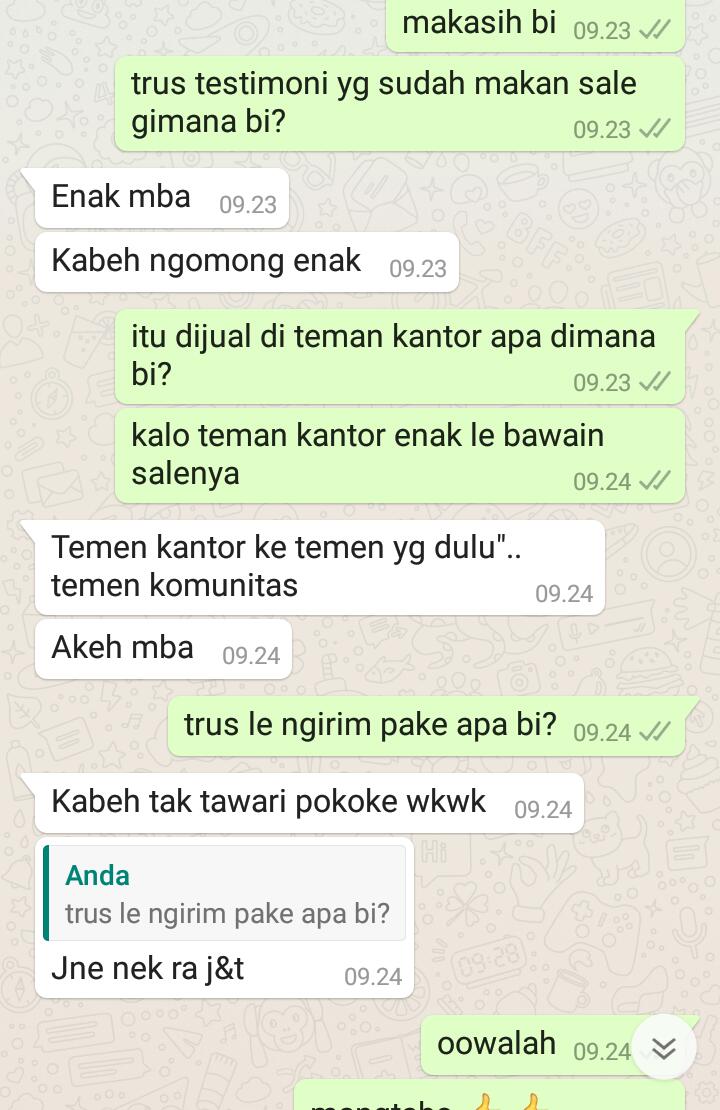 makasih bi 09.23
trus testimoni yg sudah makan sale
gimana bi? 09.23
Enak mba 09.23
Kabeh ngomong enak 09.23
itu dijual di teman kantor apa dimana
bi? 09.23
kalo teman kantor enak le bawain
salenya 09.24
Temen kantor ke temen yg dulu"..
temen komunitas 09.24
Akeh mba 09.24
trus le ngirim pake apa bi? 09.24
Kabeh tak tawari pokoke wkwk 09.24
Anda
trus le ngirim pake apa bi?
Jne nek ra j&t 09.24
oowalah 09.24